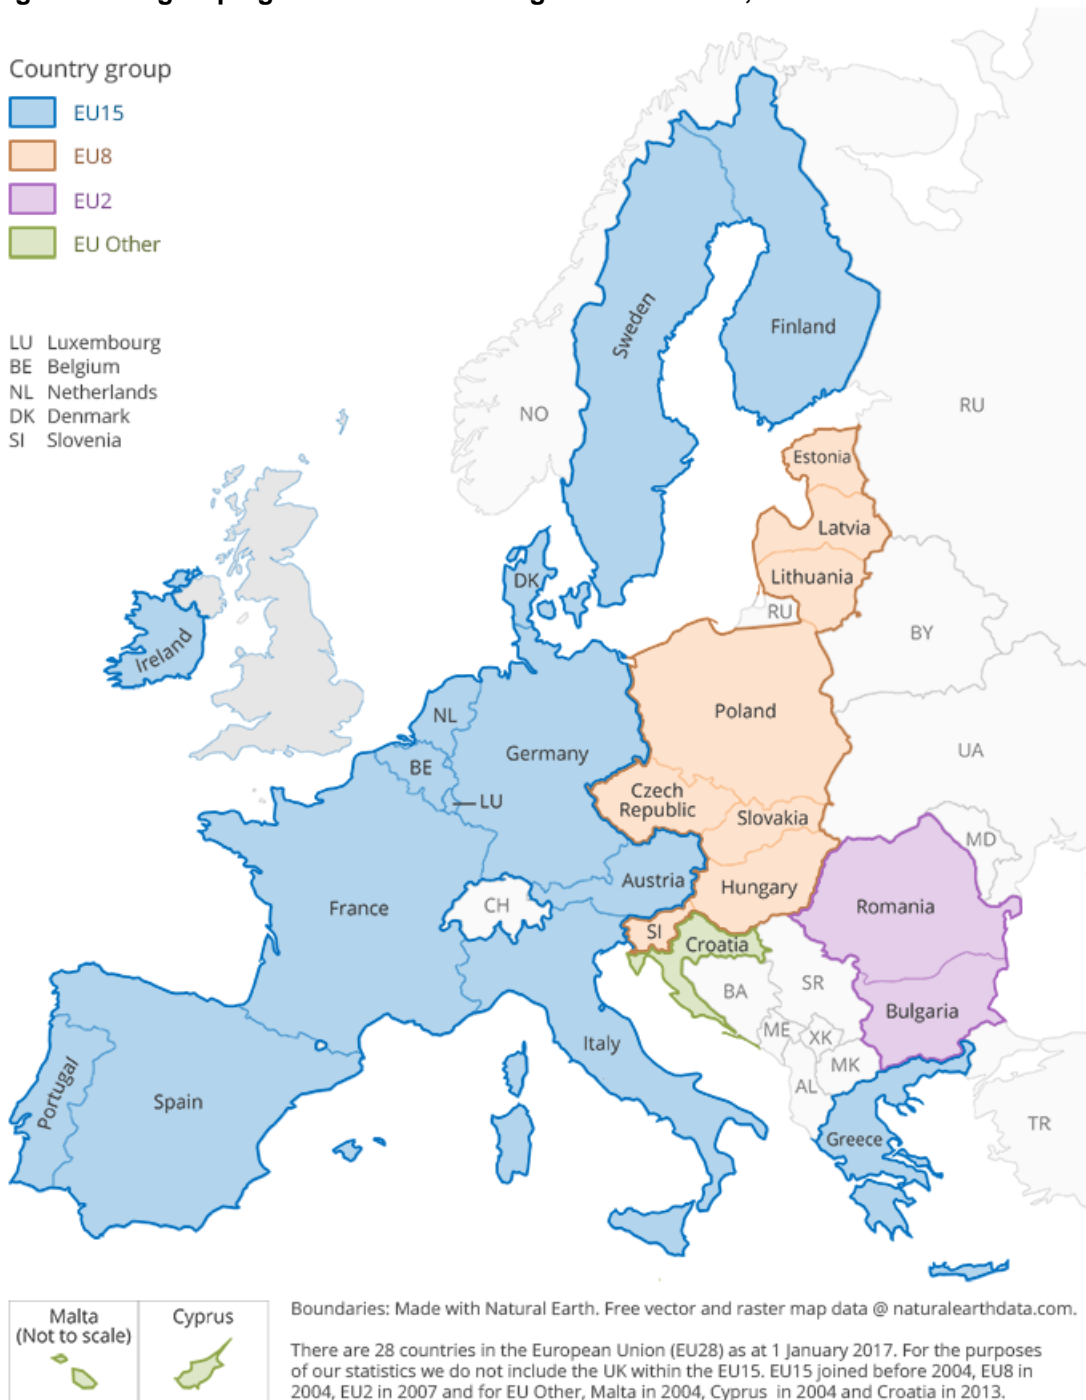 Country group
EU15
EU8
EU2
EU Other
LU Luxembourg
BE Belgium
NL Netherlands
DK Denmark
SI Slovenia
Sweden
Finland
NO
RU
Estonia
Latvia
Lithuania
DK
RU
BY
Ireland
Poland
NL
Germany
UA
BE
Czech
Republic
LU
Slovakia
MD
Austria
Hungary
France
CH
Romania
SI
Croatia
BA
SR
Bulgaria
Italy
ME
XK
MK
AL
Portugal
Spain
TR
Greece
Malta
(Not to scale)
Cyprus
Boundaries: Made with Natural Earth. Free vector and raster map data @ naturalearthdata.com.
There are 28 countries in the European Union (EU28) as at 1 January 2017. For the purposes
of our statistics we do not include the UK within the EU15. EU15 joined before 2004, EU8 in
2004, EU2 in 2007 and for EU Other, Malta in 2004, Cyprus in 2004 and Croatia in 2013.